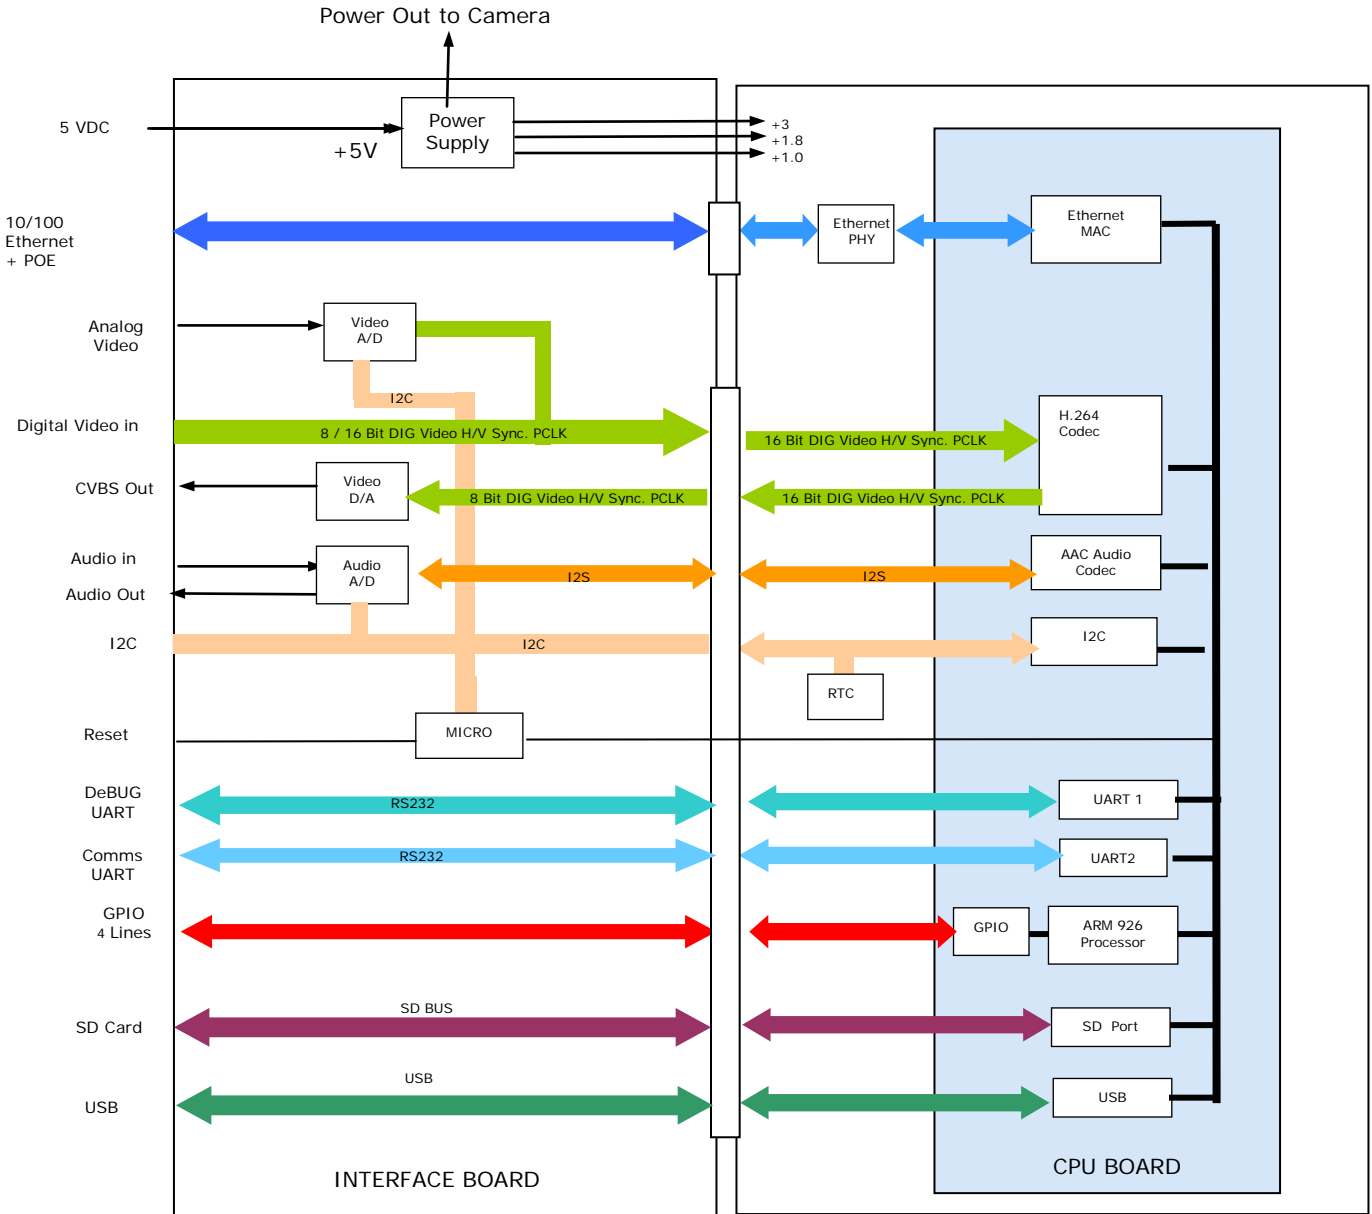 Power Out to Camera
5 VDC
+5V
Power
Supply
+3
+1.8
+1.0
10/100
Ethernet
+ POE
Ethernet
PHY
Ethernet
MAC
Analog
Video
Video
A/D
I2C
Digital Video in
8 / 16 Bit DIG Video H/V Sync. PCLK
16 Bit DIG Video H/V Sync. PCLK
H.264
Codec
CVBS Out
Video
D/A
8 Bit DIG Video H/V Sync. PCLK
16 Bit DIG Video H/V Sync. PCLK
Audio in
Audio Out
Audio
A/D
I2S
I2S
AAC Audio
Codec
I2C
I2C
I2C
RTC
Reset
MICRO
DeBUG
UART
RS232
UART 1
Comms
UART
RS232
UART2
GPIO
4 Lines
GPIO
ARM 926
Processor
SD Card
SD BUS
SD Port
USB
USB
USB
INTERFACE BOARD
CPU BOARD